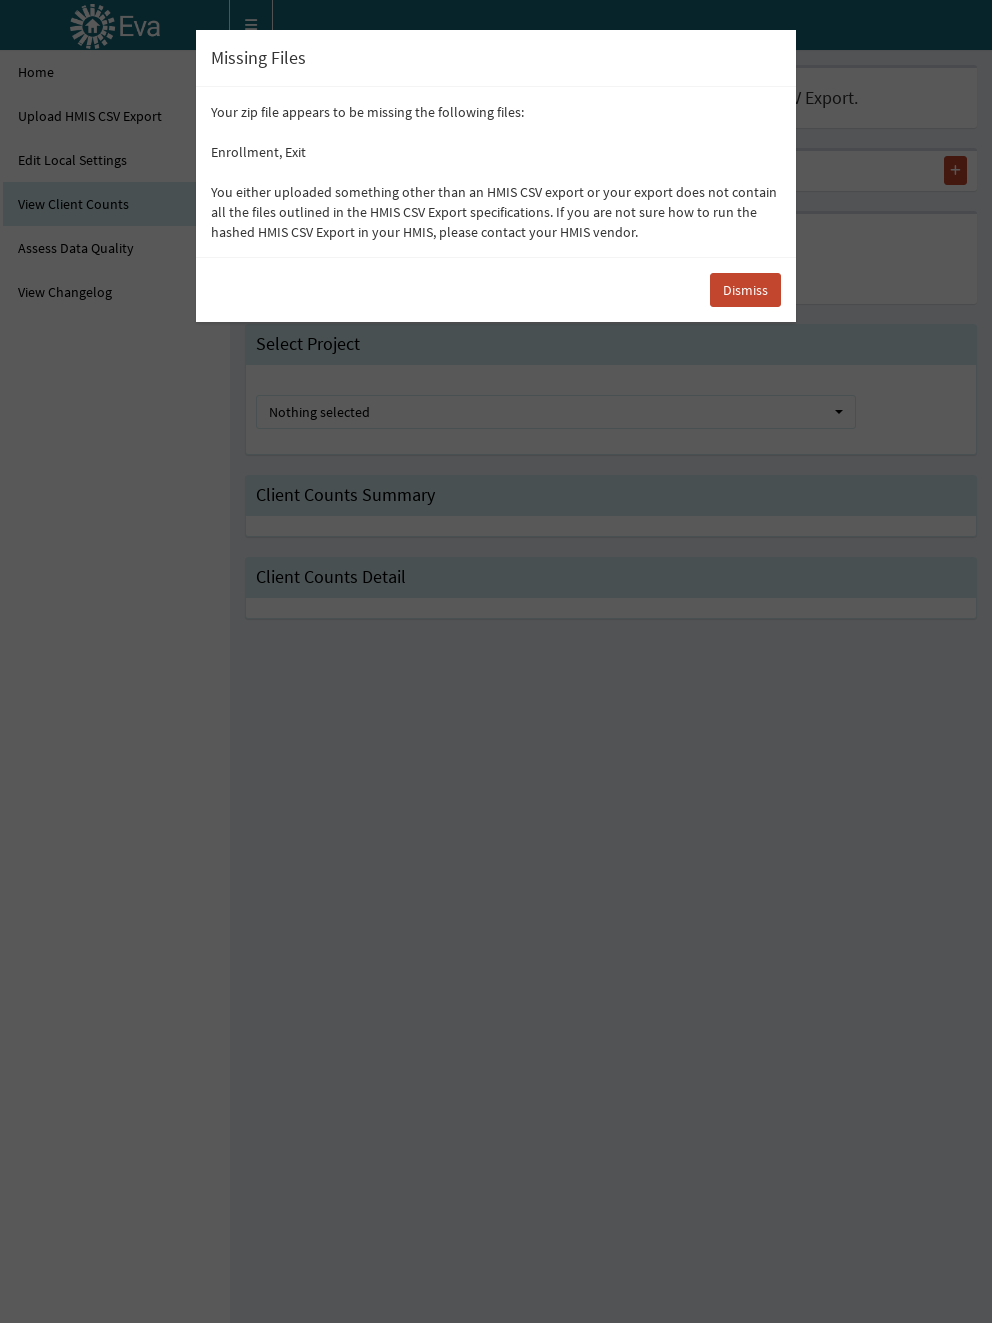 Eva
Missing Files
Home
Upload HMIS CSV Export
Edit Local Settings
View Client Counts
Assess Data Quality
View Changelog
Your zip file appears to be missing the following files:
Enrollment, Exit
You either uploaded something other than an HMIS CSV export or your export does not contain
all the files outlined in the HMIS CSV Export specifications. If you are not sure how to run the
hashed HMIS CSV Export in your HMIS, please contact your HMIS vendor.
Dismiss
V Export.
+
Select Project
Nothing selected
Client Counts Summary
Client Counts Detail